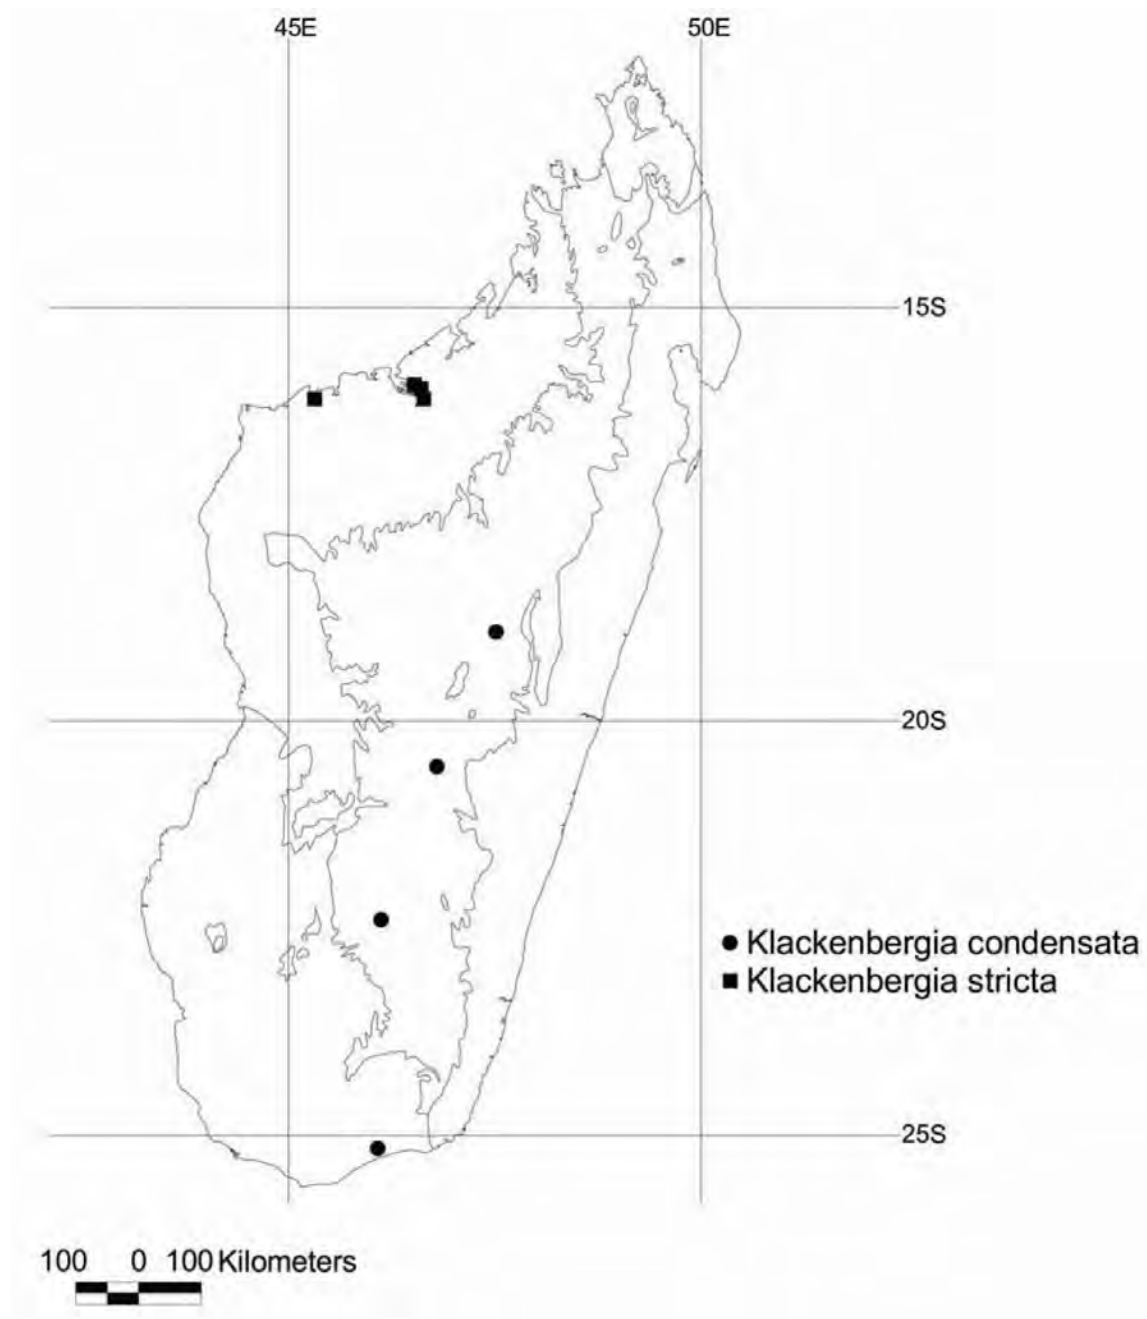 45E 50E
15S
20S
Klackenbergia condensata
Klackenbergia stricta
25S
100 0 100 Kilometers